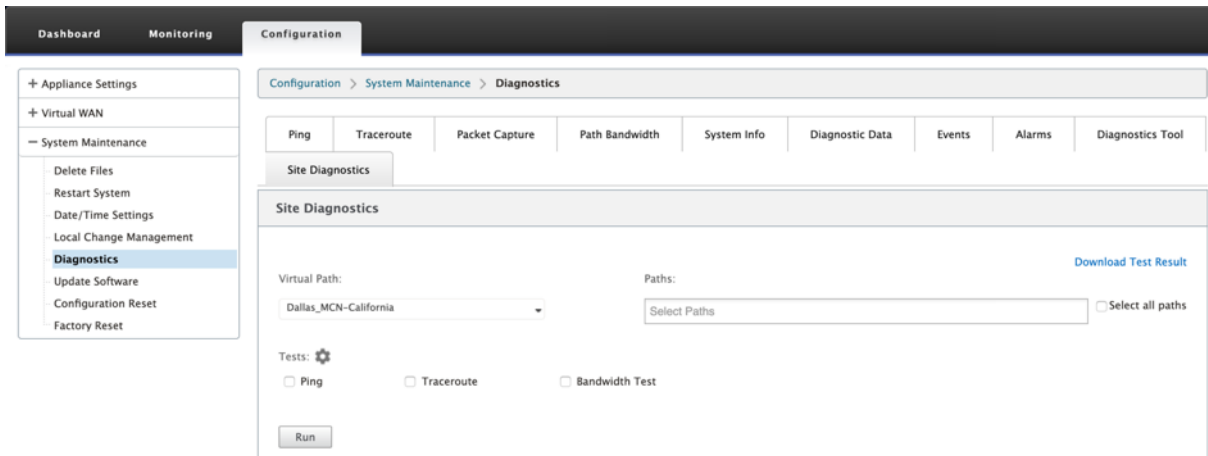 Dashboard Monitoring Configuration
+ Appliance Settings
+ Virtual WAN
− System Maintenance
Delete Files
Restart System
Date/Time Settings
Local Change Management
Diagnostics
Update Software
Configuration Reset
Factory Reset
Configuration > System Maintenance > Diagnostics
Ping Traceroute Packet Capture Path Bandwidth System Info Diagnostic Data Events Alarms Diagnostics Tool
Site Diagnostics
Site Diagnostics
Download Test Result
Virtual Path: Paths:
Dallas_MCN-California Select Paths Select all paths
Tests:
Ping Traceroute Bandwidth Test
Run